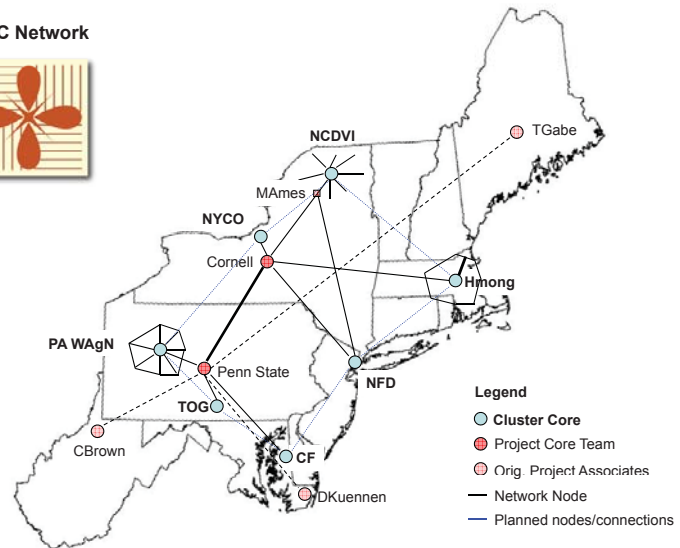 C Network
NCDVI
TGabe
MAmes
NYCO
Cornell
Hmong
PA WAgN
Penn State
NFD
TOG
CBrown
CF
DKuennen
Legend
Cluster Core
Project Core Team
Orig. Project Associates
Network Node
Planned nodes/connections